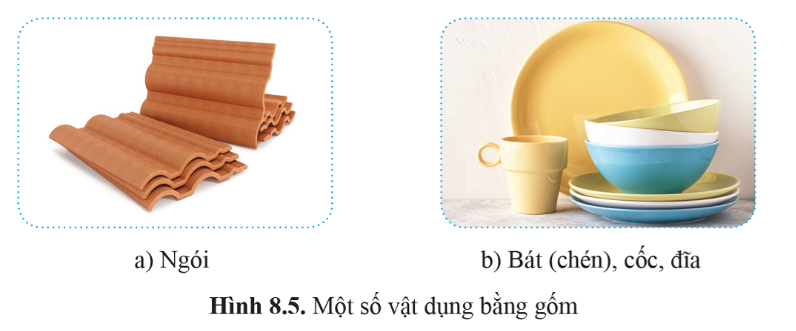 a) Ngói
b) Bát (chén), cốc, đĩa
Hình 8.5. Một số vật dụng bằng gốm